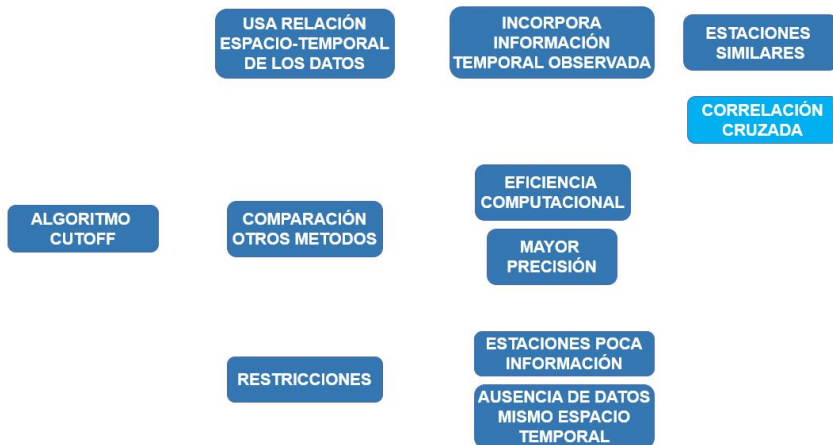 USA RELACIÓN
ESPACIO-TEMPORAL
DE LOS DATOS
INCORPORA
INFORMACIÓN
TEMPORAL OBSERVADA
ESTACIONES
SIMILARES
CORRELACIÓN
CRUZADA
ALGORITMO
CUTOFF
COMPARACIÓN
OTROS METODOS
EFICIENCIA
COMPUTACIONAL
MAYOR
PRECISIÓN
RESTRICCIONES
ESTACIONES POCA
INFORMACIÓN
AUSENCIA DE DATOS
MISMO ESPACIO
TEMPORAL